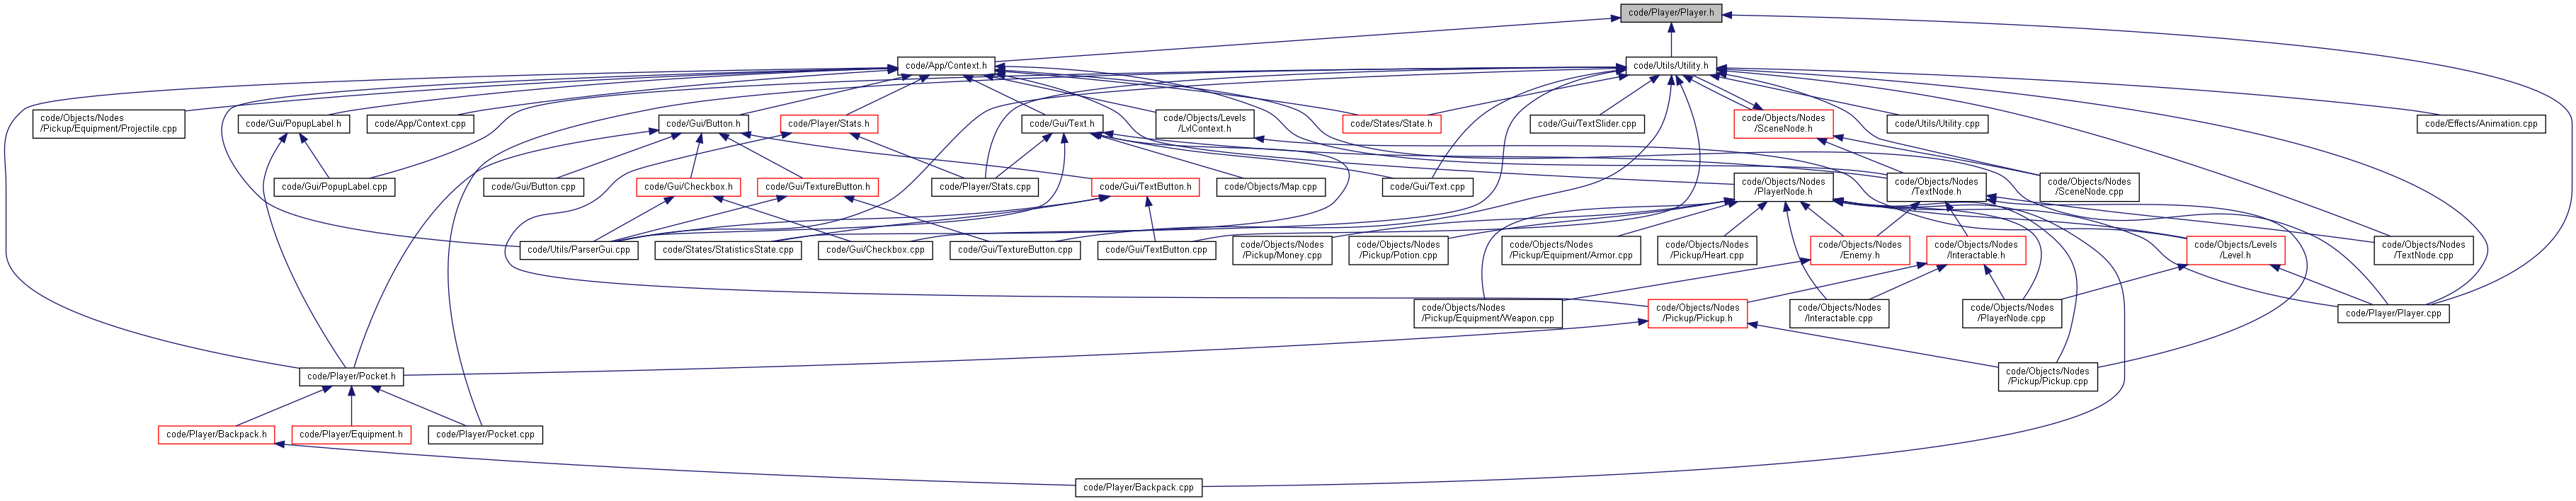 code/Player/Player.h
code/App/Context.h
code/Utils/Utility.h
code/Objects/Nodes
/Pickup/Equipment/Projectile.cpp
code/Gui/PopupLabel.h
code/App/Context.cpp
code/Gui/Button.h
code/Player/Stats.h
code/Gui/Text.h
code/Objects/Levels
/LvlContext.h
code/States/State.h
code/Gui/TextSlider.cpp
code/Objects/Nodes
/SceneNode.h
code/Utils/Utility.cpp
code/Effects/Animation.cpp
code/Gui/PopupLabel.cpp
code/Gui/Button.cpp
code/Gui/Checkbox.h
code/Gui/TextureButton.h
code/Player/Stats.cpp
code/Gui/TextButton.h
code/Objects/Map.cpp
code/Gui/Text.cpp
code/Objects/Nodes
/PlayerNode.h
code/Objects/Nodes
/TextNode.h
code/Objects/Nodes
/SceneNode.cpp
code/Utils/ParserGui.cpp
code/States/StatisticsState.cpp
code/Gui/Checkbox.cpp
code/Gui/TextureButton.cpp
code/Gui/TextButton.cpp
code/Objects/Nodes
/Pickup/Money.cpp
code/Objects/Nodes
/Pickup/Potion.cpp
code/Objects/Nodes
/Pickup/Equipment/Armor.cpp
code/Objects/Nodes
/Pickup/Heart.cpp
code/Objects/Nodes
/Enemy.h
code/Objects/Nodes
/Interactable.h
code/Objects/Levels
/Level.h
code/Objects/Nodes
/TextNode.cpp
code/Objects/Nodes
/Pickup/Equipment/Weapon.cpp
code/Objects/Nodes
/Pickup/Pickup.h
code/Objects/Nodes
/Interactable.cpp
code/Objects/Nodes
/PlayerNode.cpp
code/Player/Player.cpp
code/Player/Pocket.h
code/Objects/Nodes
/Pickup/Pickup.cpp
code/Player/Backpack.h
code/Player/Equipment.h
code/Player/Pocket.cpp
code/Player/Backpack.cpp